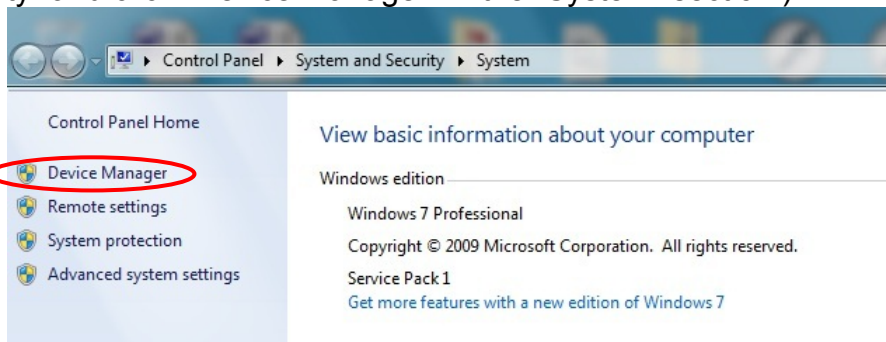 Control Panel ▸ System and Security ▸ System
Control Panel Home
Device Manager
Remote settings
System protection
Advanced system settings
View basic information about your computer
Windows edition
Windows 7 Professional
Copyright © 2009 Microsoft Corporation. All rights reserved.
Service Pack 1
Get more features with a new edition of Windows 7